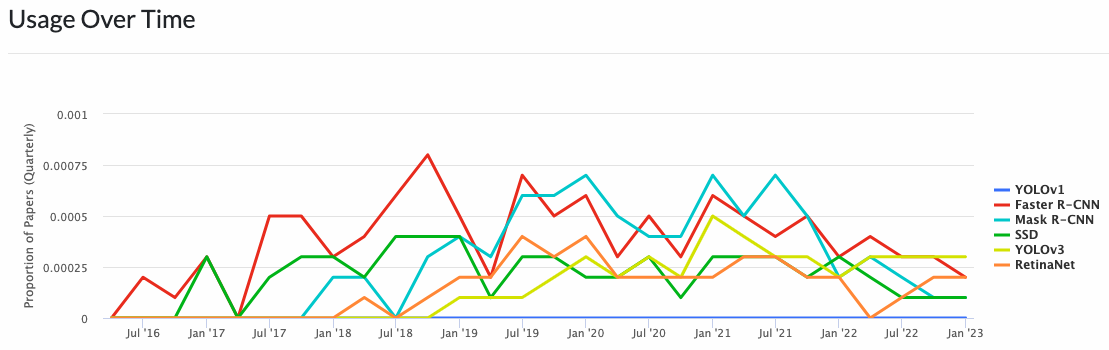 Usage Over Time
Proportion of Papers (Quarterly)
0.001
0.00075
0.0005
0.00025
0
Jul '16
Jan '17
Jul '17
Jan '18
Jul '18
Jan '19
Jul '19
Jan '20
Jul '20
Jan '21
Jul '21
Jan '22
Jul '22
Jan '23
YOLOv1
Faster R-CNN
Mask R-CNN
SSD
YOLOv3
RetinaNet